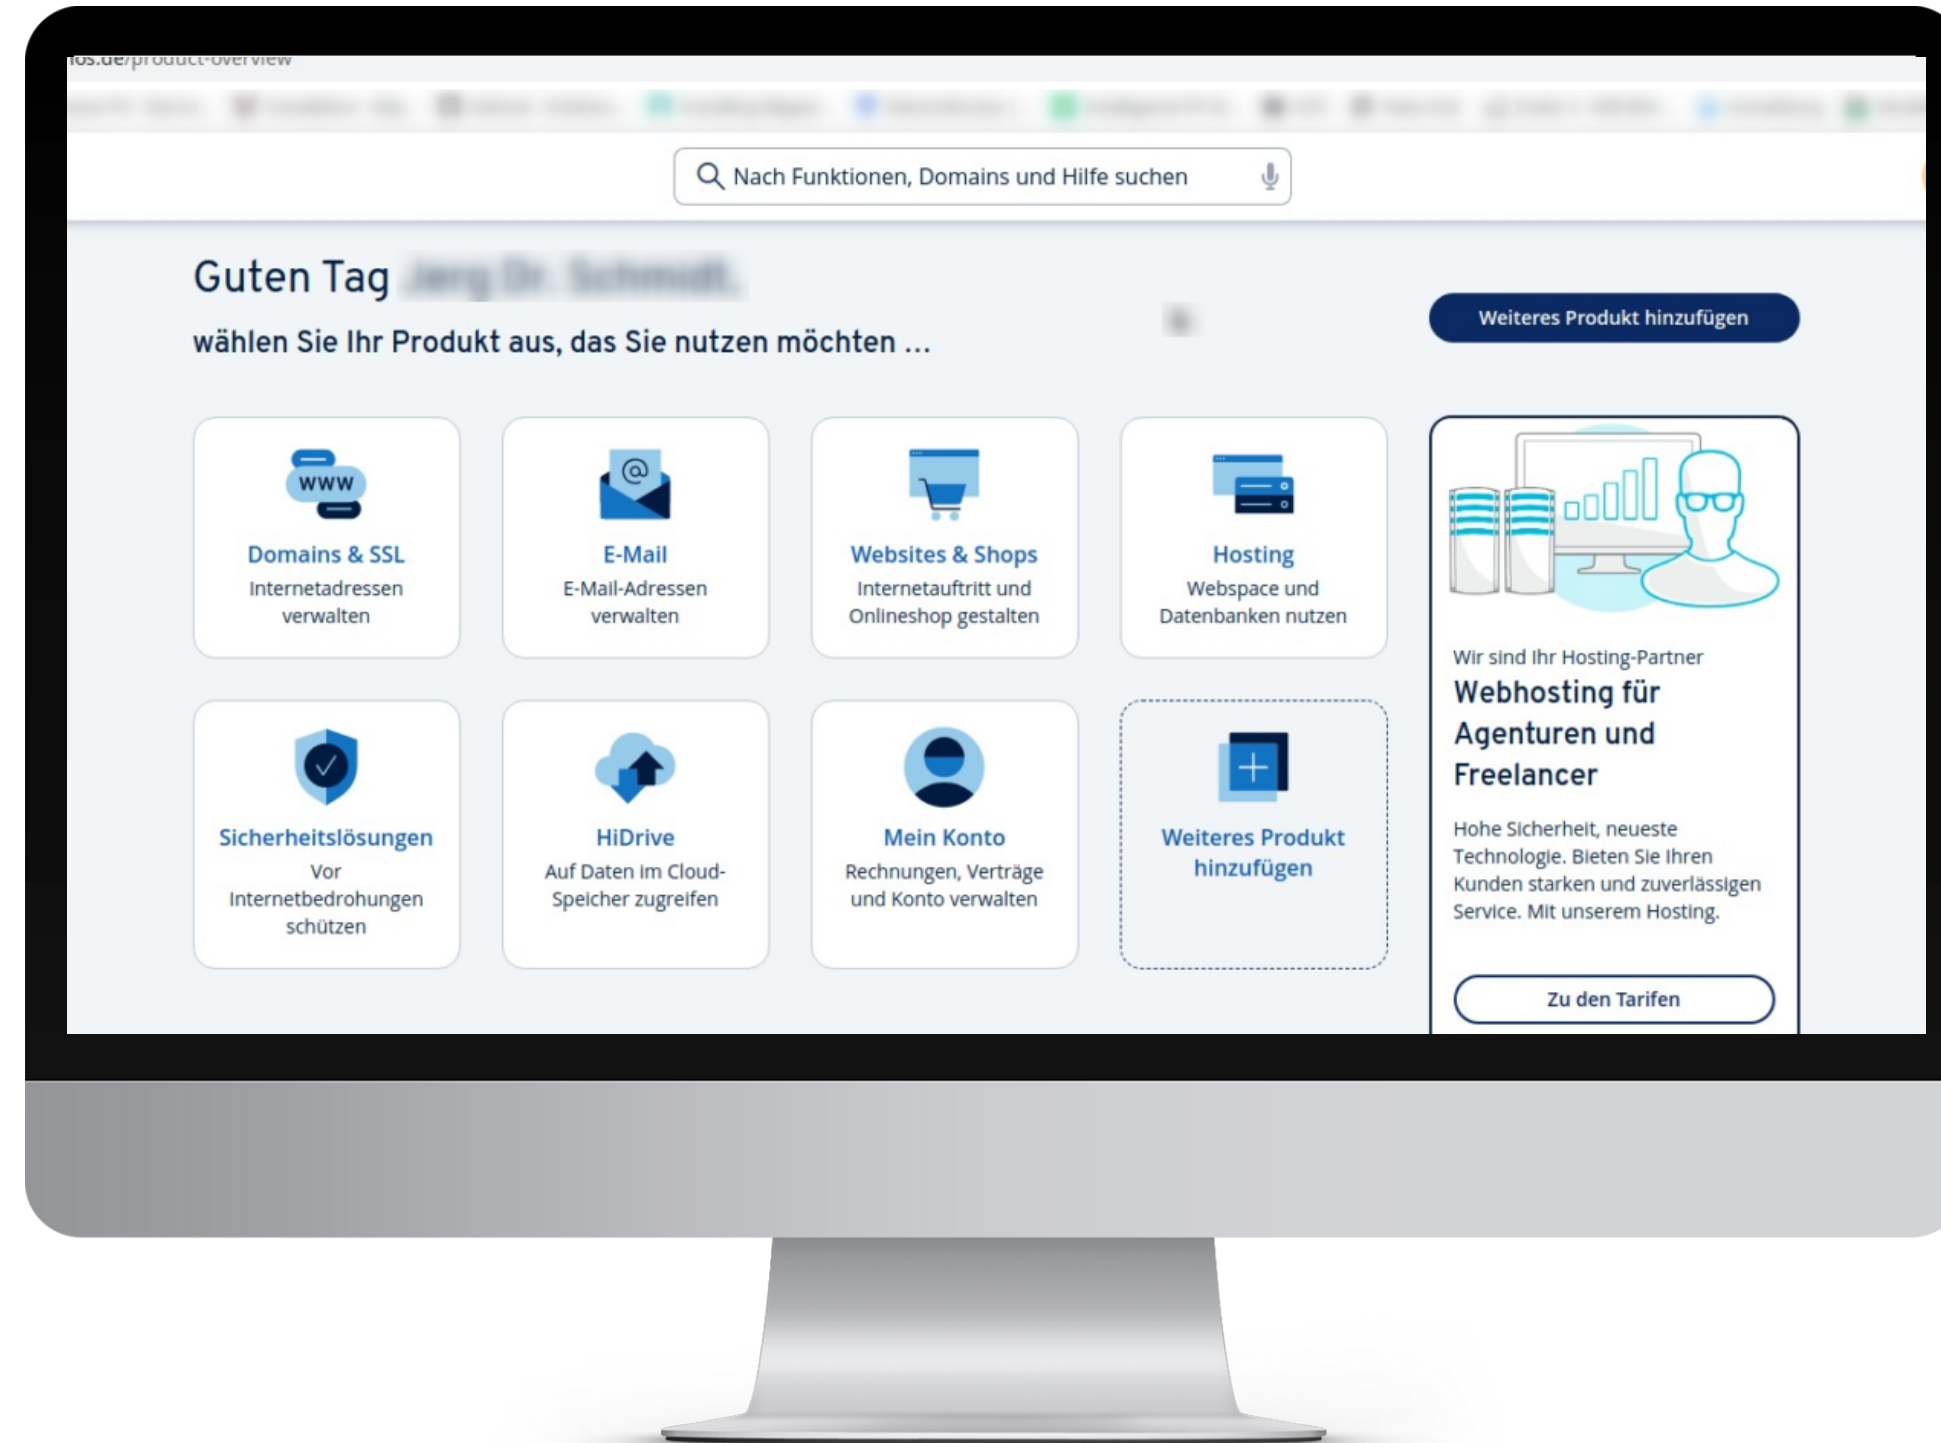 nos.de/product-overview
Nach Funktionen, Domains und Hilfe suchen
Guten Tag
wählen Sie Ihr Produkt aus, das Sie nutzen möchten ...
Weiteres Produkt hinzufügen
WWW
Domains & SSL
Internetadressen
verwalten
@
E-Mail
E-Mail-Adressen
verwalten
Websites & Shops
Internetauftritt und
Onlineshop gestalten
Hosting
Webspace und
Datenbanken nutzen
Sicherheitslösungen
Vor
Internetbedrohungen
schützen
HiDrive
Auf Daten im Cloud-
Speicher zugreifen
Mein Konto
Rechnungen, Verträge
und Konto verwalten
Weiteres Produkt
hinzufügen
Wir sind Ihr Hosting-Partner
Webhosting für
Agenturen und
Freelancer
Hohe Sicherheit, neueste
Technologie. Bieten Sie Ihren
Kunden starken und zuverlässigen
Service. Mit unserem Hosting.
Zu den Tarifen